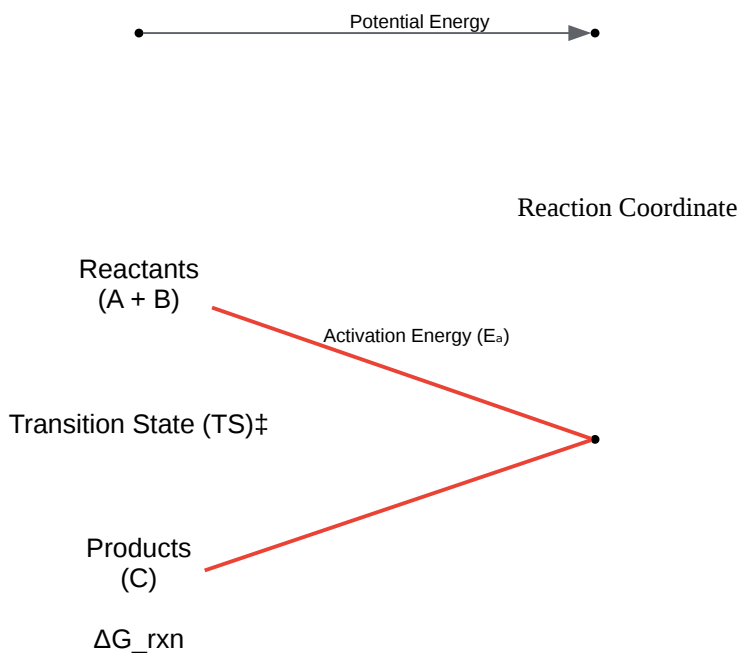 Potential Energy
Reaction Coordinate
Reactants
(A + B)
Activation Energy (Eₐ)
Transition State (TS)‡
Products
(C)
ΔG_rxn